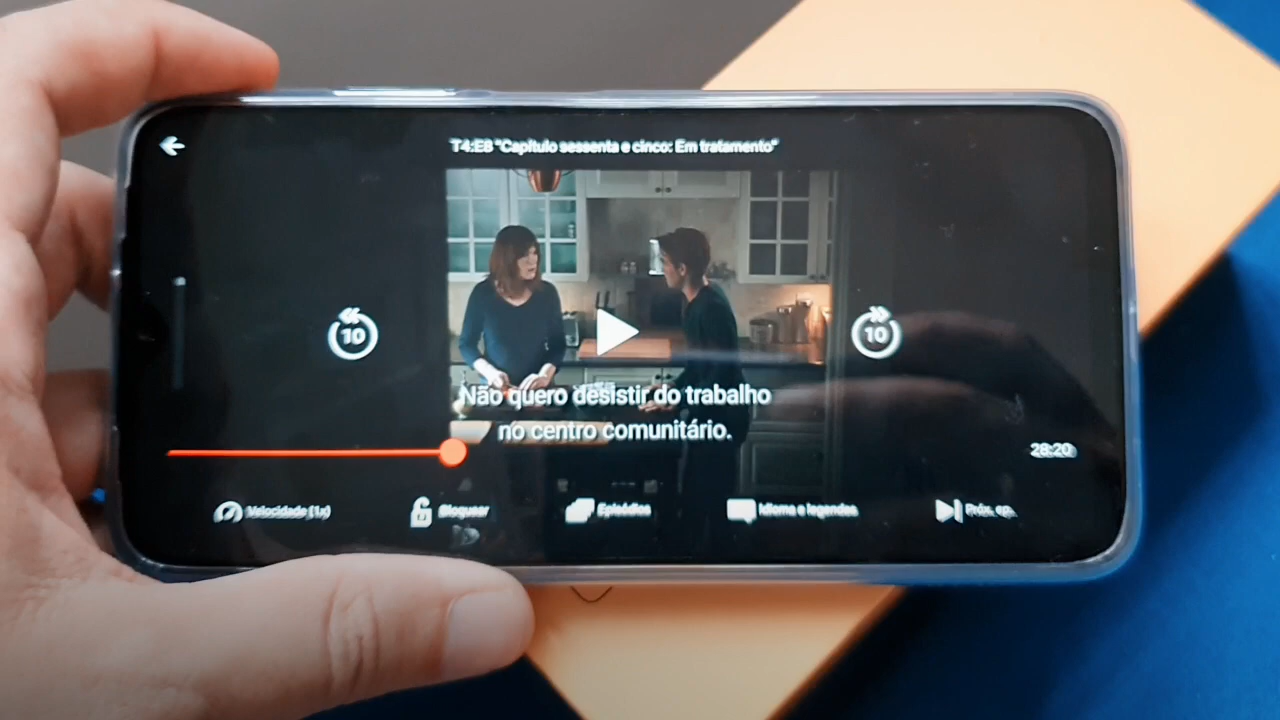 T4:E8 "Capítulo sessenta e cinco: Em tratamento"
10
10
Não quero desistir do trabalho
no centro comunitário.
28:20
Velocidade (1x)
Bloquear
Episódios
Idioma e legendas
Próx. ep.